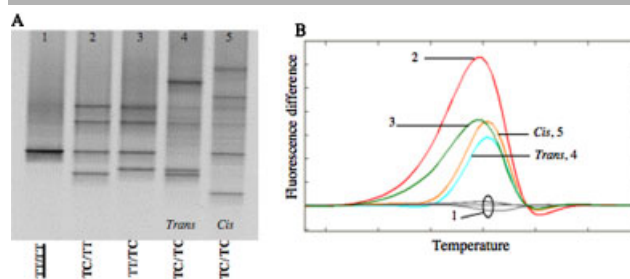 A
1 2 3 4 5
Trans Cis
TT/TT
TC/TT
TT/TC
TC/TC
TC/TC
B
Fluorescence difference
2
3
Cis, 5
Trans, 4
1
Temperature